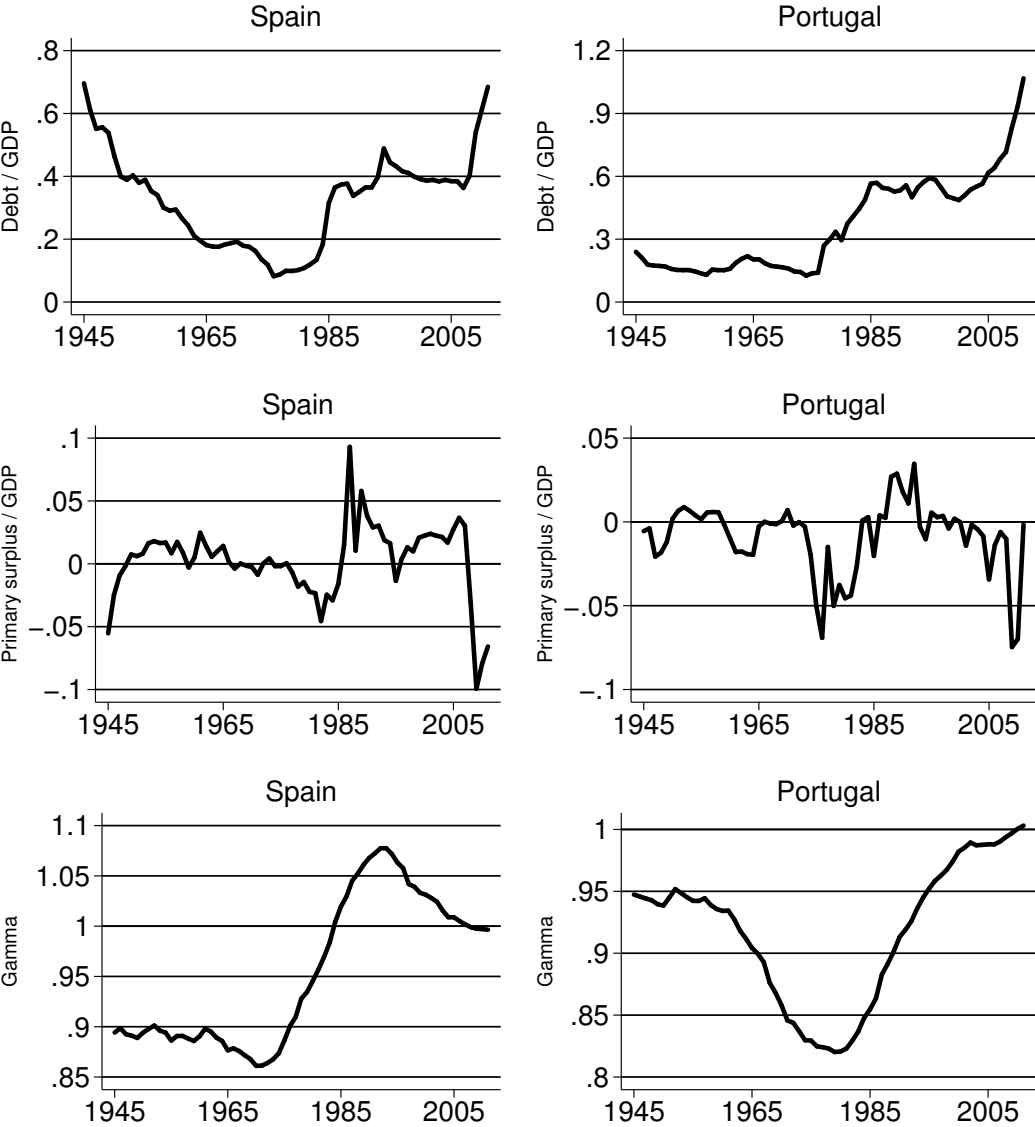 Spain
Debt / GDP
.8
.6
.4
.2
0
1945 1965 1985 2005
Portugal
Debt / GDP
1.2
.9
.6
.3
0
1945 1965 1985 2005
Spain
Primary surplus / GDP
.1
.05
0
−.05
−.1
1945 1965 1985 2005
Portugal
Primary surplus / GDP
.05
0
−.05
−.1
1945 1965 1985 2005
Spain
Gamma
1.1
1.05
1
.95
.9
.85
1945 1965 1985 2005
Portugal
Gamma
1
.95
.9
.85
.8
1945 1965 1985 2005